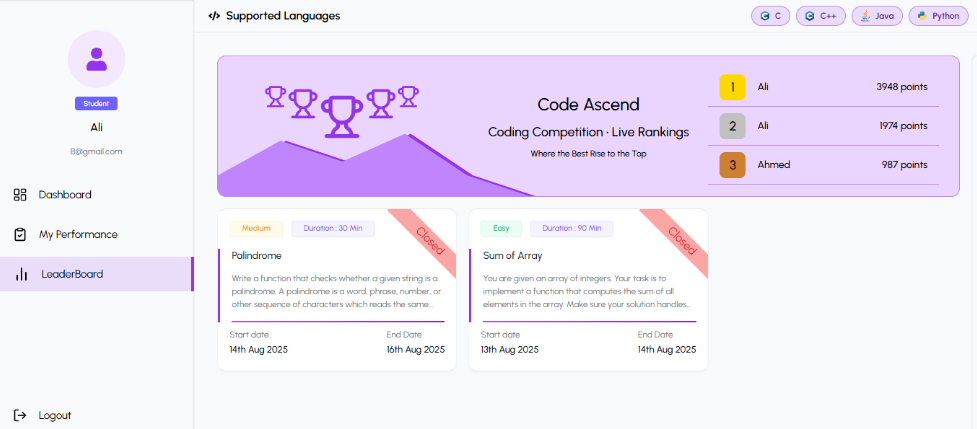 Supported Languages
C
C++
Java
Python
Student
Ali
8@gmail.com
Dashboard
My Performance
LeaderBoard
Logout
Code Ascend
Coding Competition · Live Rankings
Where the Best Rise to the Top
1 Ali 3948 points
2 Ali 1974 points
3 Ahmed 987 points
Medium Duration : 30 Min
Closed
Palindrome
Write a function that checks whether a given string is a
palindrome. A palindrome is a word, phrase, number, or
other sequence of characters which reads the same...
Start date End Date
14th Aug 2025 16th Aug 2025
Easy Duration : 90 Min
Closed
Sum of Array
You are given an array of integers. Your task is to
implement a function that computes the sum of all
elements in the array. Make sure your solution handles...
Start date End Date
13th Aug 2025 14th Aug 2025